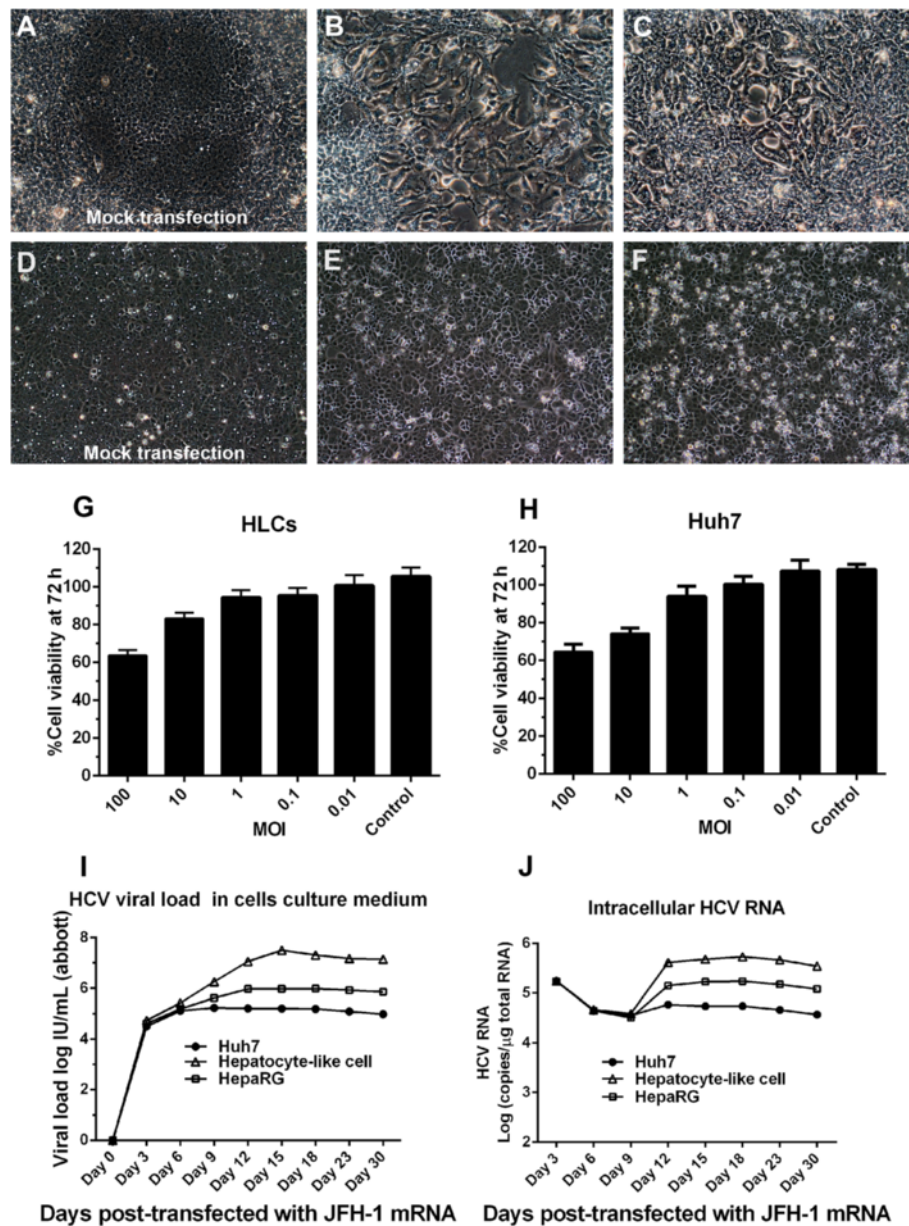 A
B
C
Mock transfection
D
E
F
Mock transfection
G
HLCs
%Cell viability at 72 h
120
100
80
60
40
20
0
100
10
1
0.1
0.01
Control
MOI
H
Huh7
%Cell viability at 72 h
120
100
80
60
40
20
0
100
10
1
0.1
0.01
Control
MOI
I
HCV viral load in cells culture medium
Viral load log IU/mL (abbott)
8
6
4
2
0
Huh7
Hepatocyte-like cell
HepaRG
Day 0
Day 3
Day 6
Day 9
Day 12
Day 15
Day 18
Day 23
Day 30
Days post-transfected with JFH-1 mRNA
J
Intracellular HCV RNA
HCV RNA
Log (copies/μg total RNA)
6
5
4
3
2
Huh7
Hepatocyte-like cell
HepaRG
Day 3
Day 6
Day 9
Day 12
Day 15
Day 18
Day 23
Day 30
Days post-transfected with JFH-1 mRNA